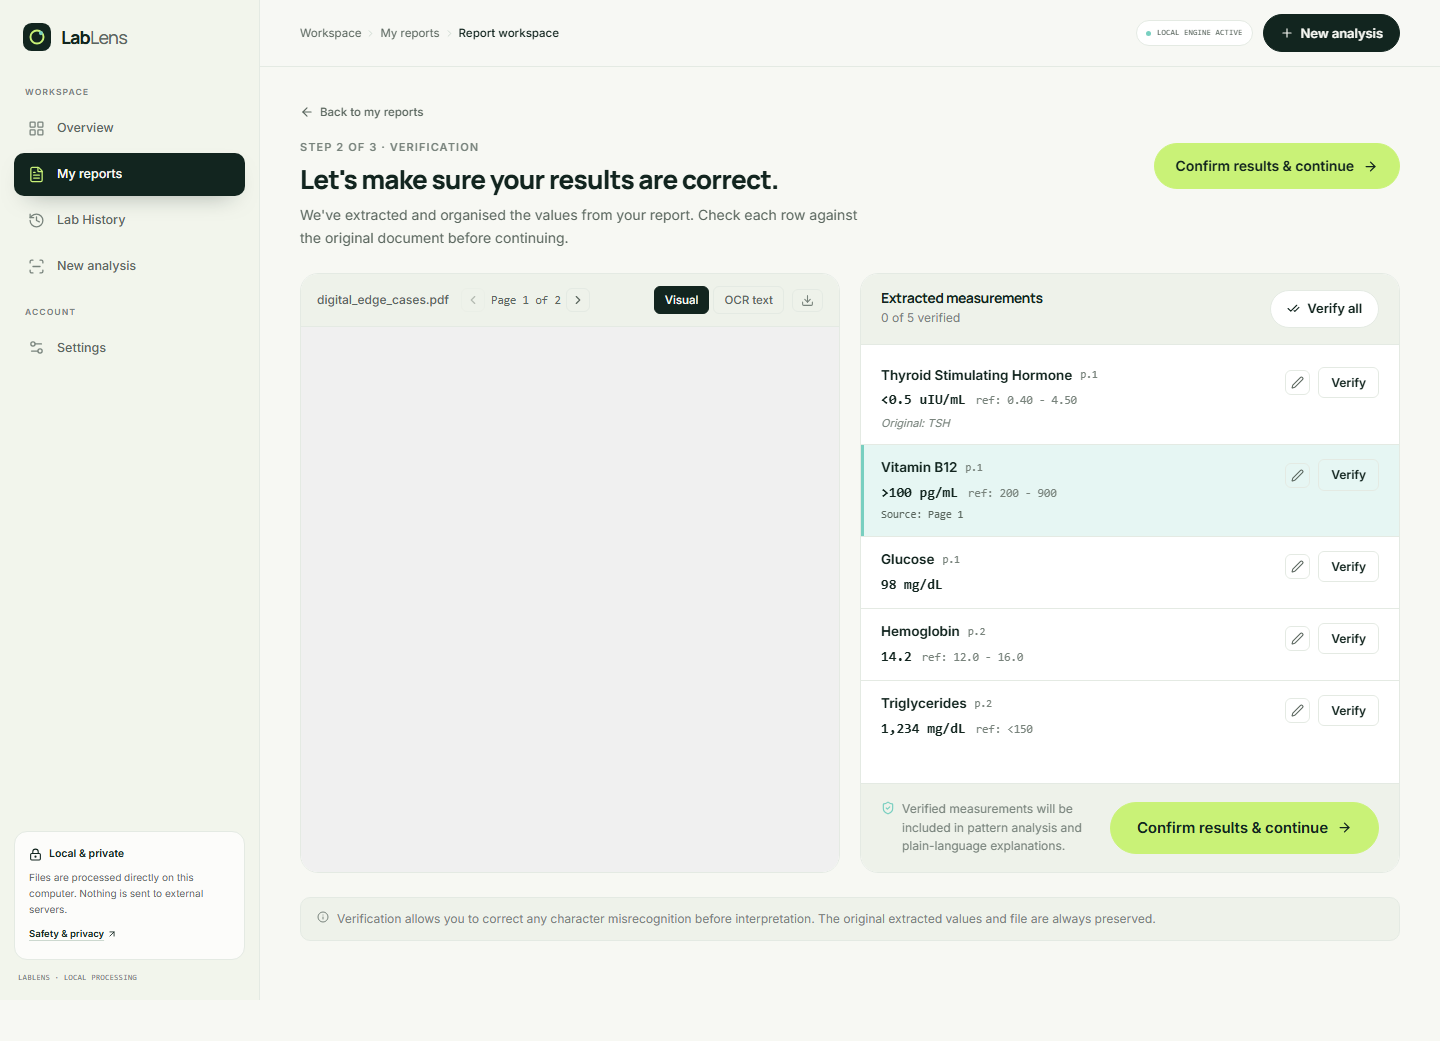 LabLens
WORKSPACE
Overview
My reports
Lab History
New analysis
ACCOUNT
Settings
Local & private
Files are processed directly on this
computer. Nothing is sent to external
servers.
Safety & privacy
LABLENS · LOCAL PROCESSING
Workspace
My reports
Report workspace
LOCAL ENGINE ACTIVE
New analysis
Back to my reports
STEP 2 OF 3 · VERIFICATION
Let's make sure your results are correct.
We've extracted and organised the values from your report. Check each row against
the original document before continuing.
Confirm results & continue
digital_edge_cases.pdf
Page 1 of 2
Visual
OCR text
Extracted measurements
0 of 5 verified
Verify all
Thyroid Stimulating Hormone p.1
<0.5 uIU/mL ref: 0.40 - 4.50
Original: TSH
Verify
Vitamin B12 p.1
>100 pg/mL ref: 200 - 900
Source: Page 1
Verify
Glucose p.1
98 mg/dL
Verify
Hemoglobin p.2
14.2 ref: 12.0 - 16.0
Verify
Triglycerides p.2
1,234 mg/dL ref: <150
Verify
Verified measurements will be
included in pattern analysis and
plain-language explanations.
Confirm results & continue
Verification allows you to correct any character misrecognition before interpretation. The original extracted values and file are always preserved.